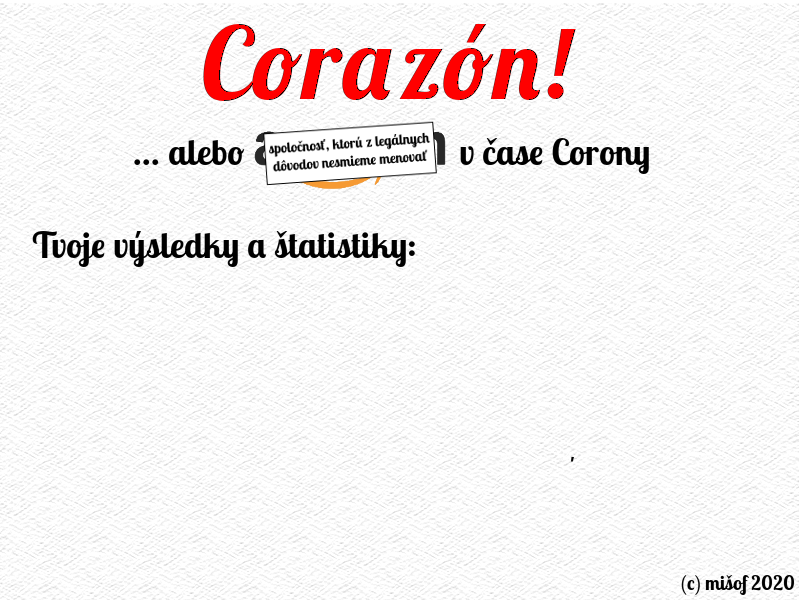 Corazón!
... alebo spoločnosť, ktorú z legálnych
dôvodov nesmieme menovať v čase Corony
Tvoje výsledky a štatistiky:
(c) mišof 2020